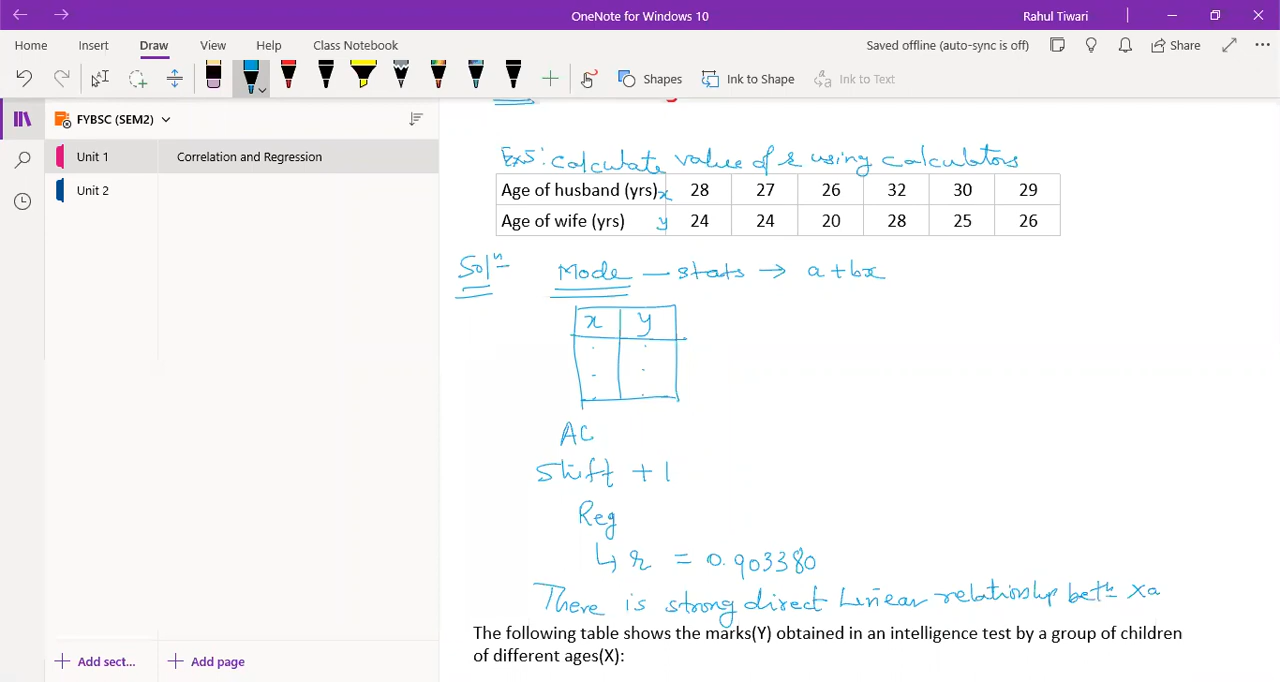 OneNote for Windows 10
Rahul Tiwari
Home Insert Draw View Help Class Notebook
Saved offline (auto-sync is off)
Share
Shapes
Ink to Shape
Ink to Text
FYBSC (SEM2)
Unit 1
Correlation and Regression
Unit 2
Ex5: Calculate value of r using calculators
Age of husband (yrs) x 28 27 26 32 30 29
Age of wife (yrs) y 24 24 20 28 25 26
Solⁿ Mode — stats → a + bx
x y
AC
Shift + 1
Reg
↳ r = 0.903380
There is strong direct Linear relationship betⁿ x a
The following table shows the marks(Y) obtained in an intelligence test by a group of children
of different ages(X):
Add sect...
Add page